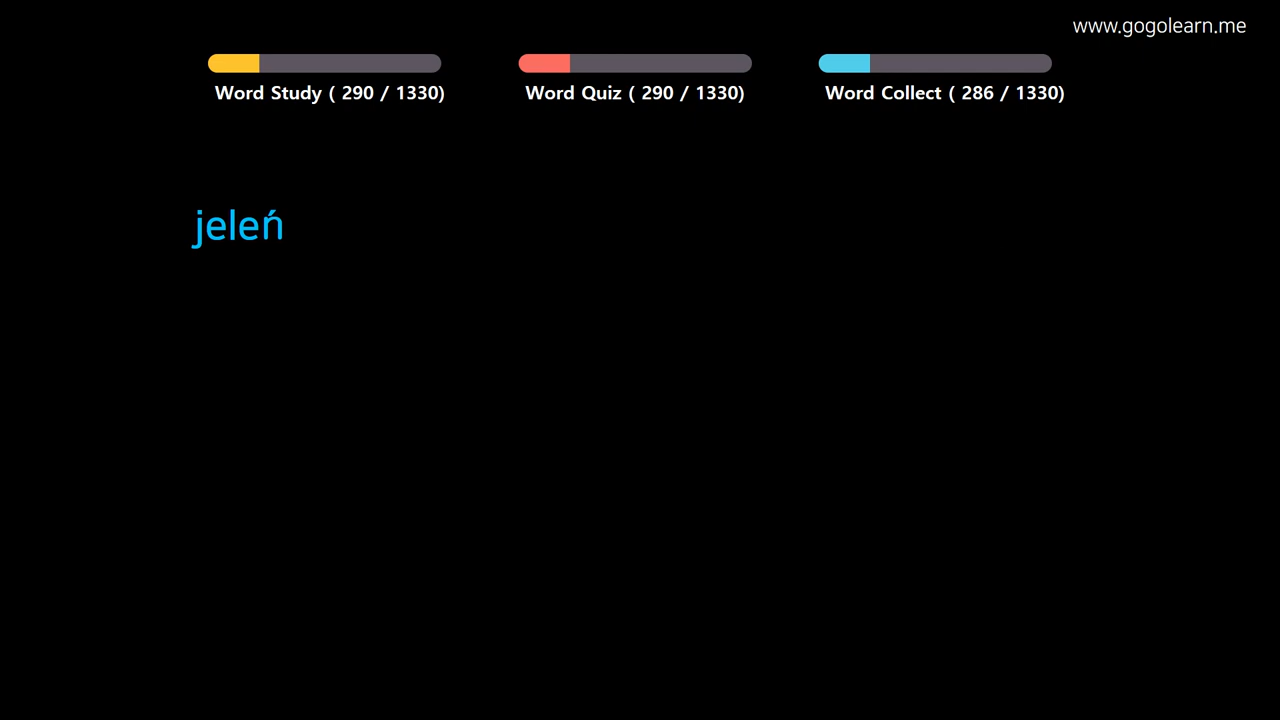 www.gogolearn.me
Word Study ( 290 / 1330)
Word Quiz ( 290 / 1330)
Word Collect ( 286 / 1330)
jeleń